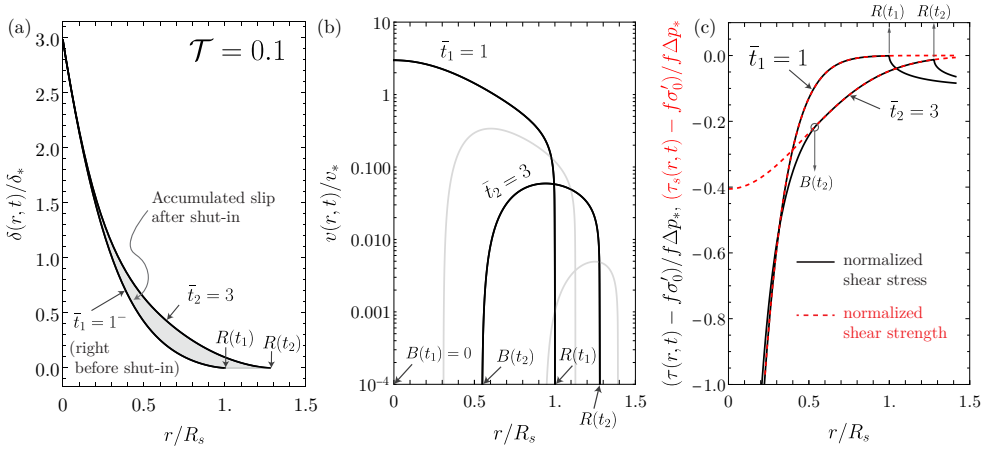 (a)
𝒯 = 0.1
δ(r, t)/δ*
3.0
2.5
2.0
1.5
1.0
0.5
0.0
Accumulated slip
after shut-in
t̄₂ = 3
t̄₁ = 1⁻
(right
before shut-in)
R(t₁)
R(t₂)
0
0.5
1.
1.5
r/Rₛ
(b)
v(r, t)/v*
10
1
0.100
0.010
0.001
10⁻⁴
t̄₁ = 1
t̄₂ = 3
B(t₁) = 0
B(t₂)
R(t₁)
R(t₂)
0
0.5
1.
1.5
r/Rₛ
(c)
R(t₁)
R(t₂)
(τ(r, t) − fσ′₀)/fΔp*, (τₛ(r, t) − fσ′₀)/fΔp*
0.0
−0.2
−0.4
−0.6
−0.8
−1.0
t̄₁ = 1
t̄₂ = 3
B(t₂)
normalized
shear stress
normalized
shear strength
0
0.5
1.
1.5
r/Rₛ